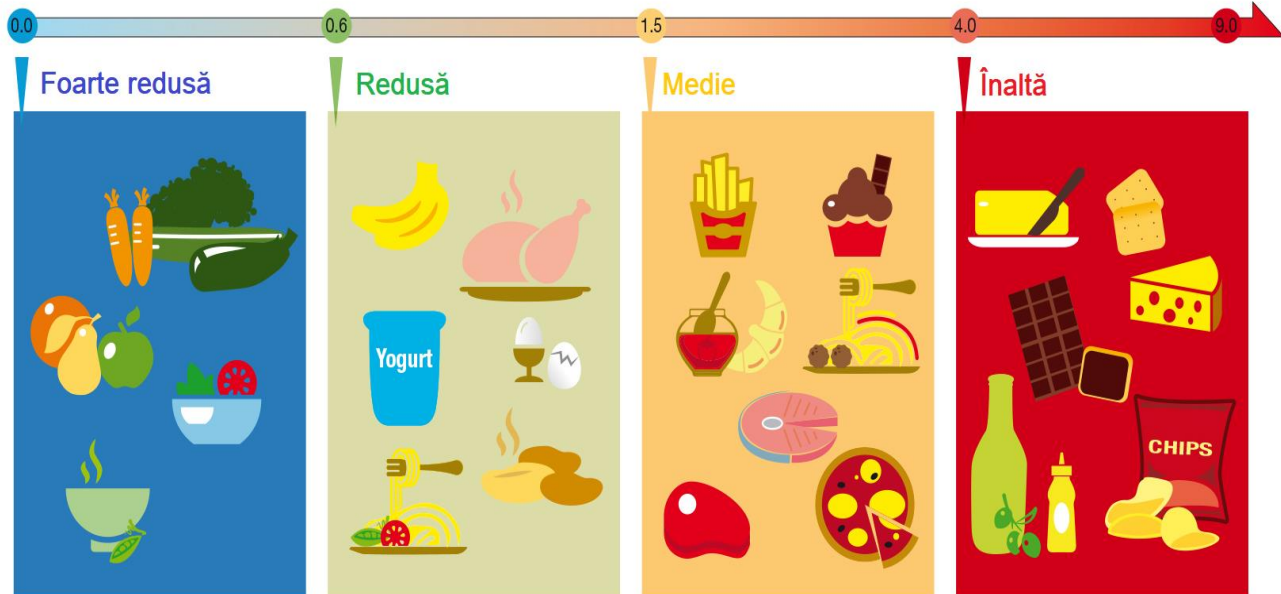 0.0 0.6 1.5 4.0 9.0
Foarte redusă
Redusă
Medie
Înaltă
Yogurt
CHIPS